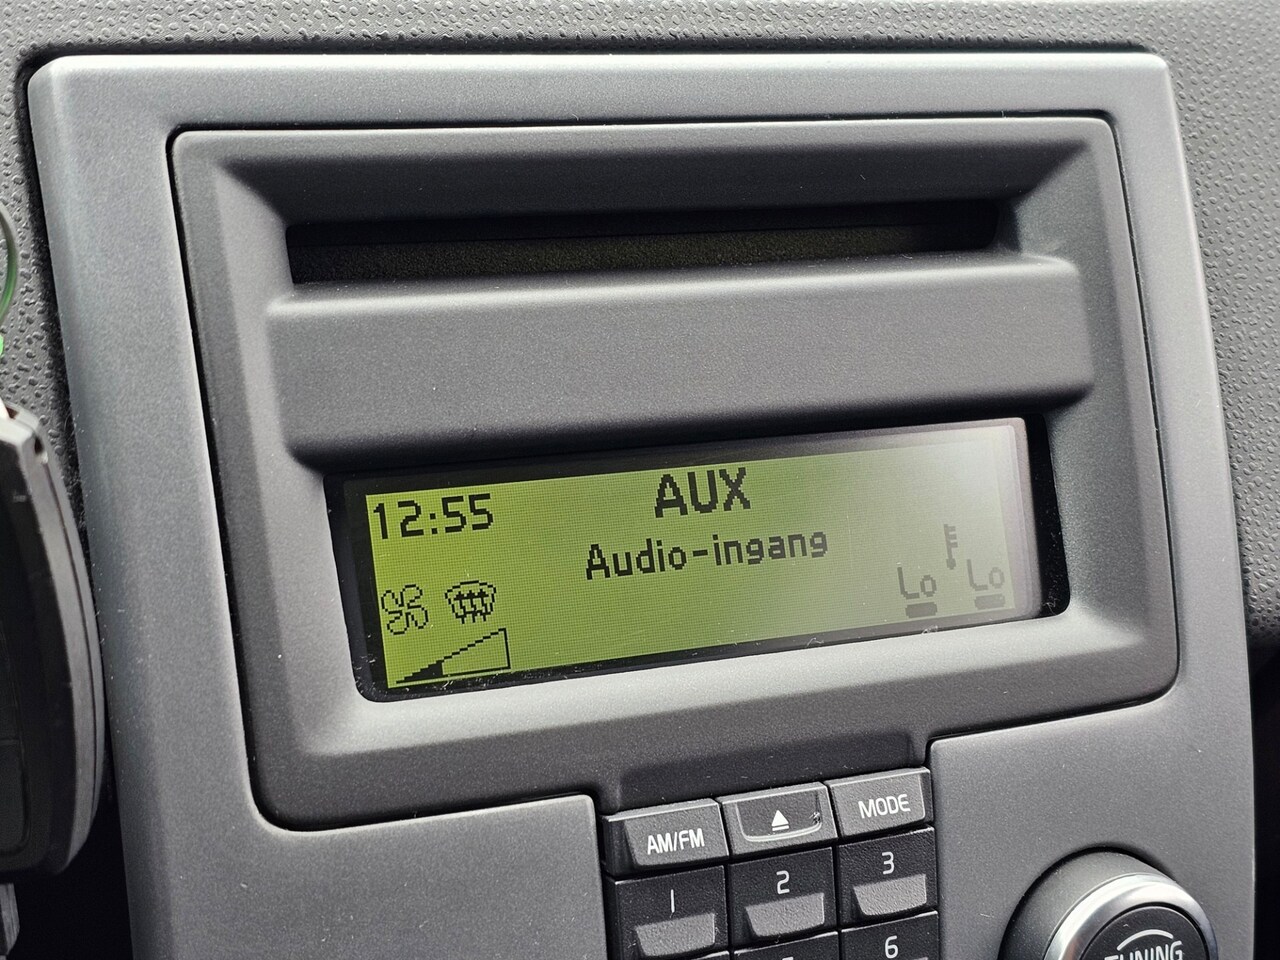 12:55
AUX
Audio-ingang
Lo Lo
AM/FM
MODE
1
2
3
6
TUNING